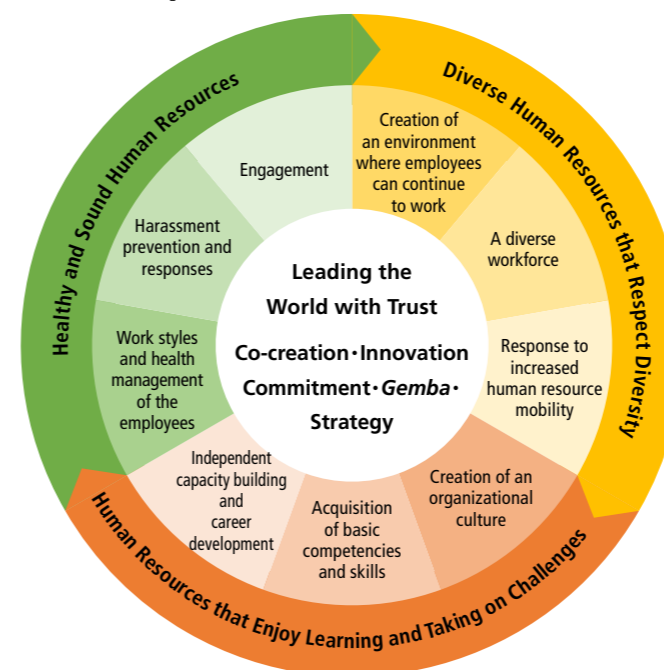 Healthy and Sound Human Resources
Diverse Human Resources that Respect Diversity
Human Resources that Enjoy Learning and Taking on Challenges
Engagement
Creation of
an environment
where employees
can continue
to work
A diverse
workforce
Response to
increased
human resource
mobility
Creation of an
organizational
culture
Acquisition
of basic
competencies
and skills
Independent
capacity building
and
career
development
Work styles
and health
management
of the
employees
Harassment
prevention and
responses
Leading the
World with Trust
Co-creation・Innovation
Commitment・Gemba・
Strategy